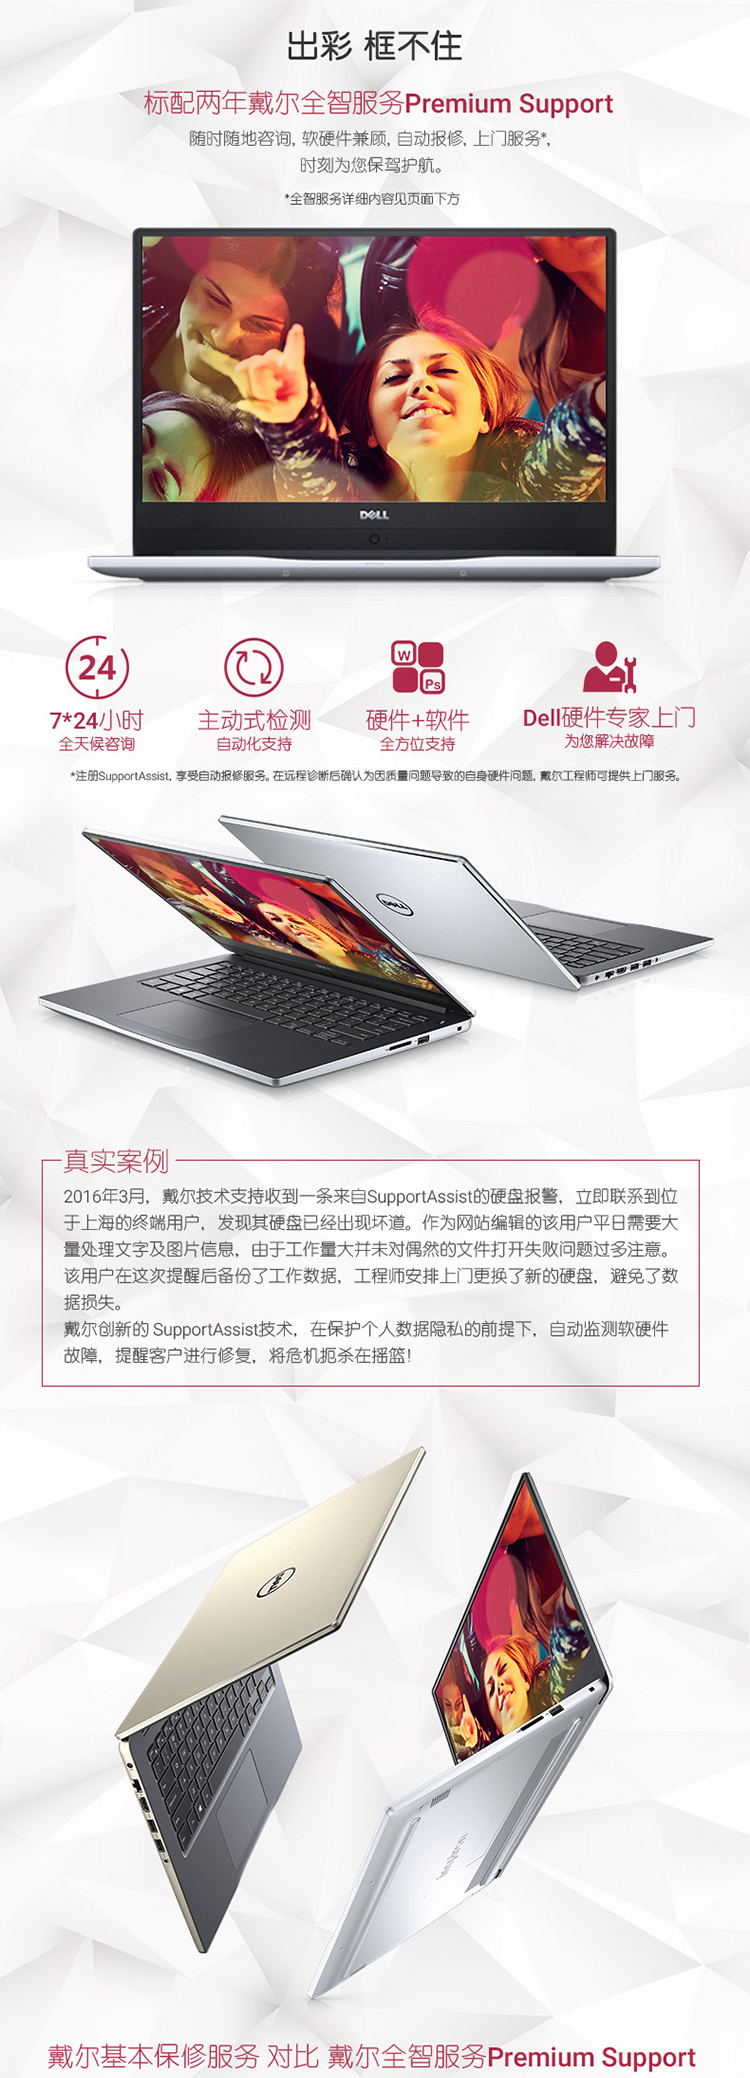 出彩 框不住
标配两年戴尔全智服务Premium Support
随时随地咨询, 软硬件兼顾, 自动报修, 上门服务*,
时刻为您保驾护航。
*全智服务详细内容见页面下方
DELL
24
W
Ps
7*24小时
主动式检测
硬件+软件
Dell硬件专家上门
全天候咨询
自动化支持
全方位支持
为您解决故障
*注册SupportAssist, 享受自动报修服务。在远程诊断后确认为因质量问题导致的自身硬件问题, 戴尔工程师可提供上门服务。
DELL
真实案例
2016年3月，戴尔技术支持收到一条来自SupportAssist的硬盘报警，立即联系到位
于上海的终端用户，发现其硬盘已经出现坏道。作为网站编辑的该用户平日需要大
量处理文字及图片信息，由于工作量大并未对偶然的文件打开失败问题过多注意。
该用户在这次提醒后备份了工作数据，工程师安排上门更换了新的硬盘，避免了数
据损失。
戴尔创新的 SupportAssist技术，在保护个人数据隐私的前提下，自动监测软硬件
故障，提醒客户进行修复，将危机扼杀在摇篮!
DELL
inspiron
戴尔基本保修服务 对比 戴尔全智服务Premium Support